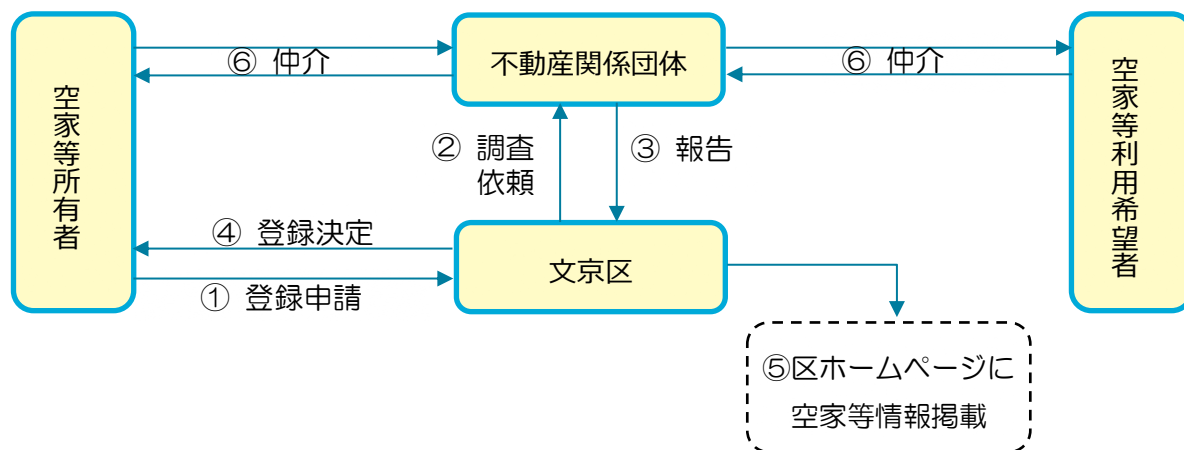 空家等所有者
⑥ 仲介
不動産関係団体
⑥ 仲介
空家等利用希望者
② 調査
依頼
③ 報告
④ 登録決定
① 登録申請
文京区
⑤区ホームページに
空家等情報掲載